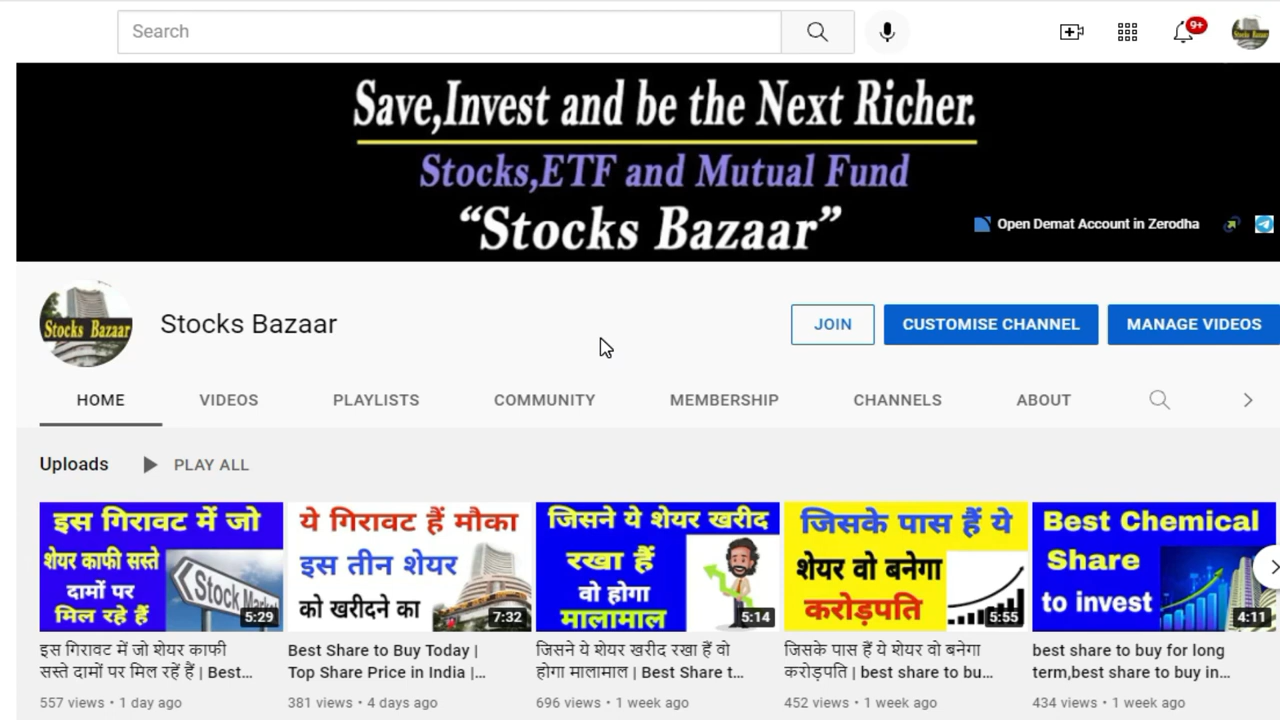 Search
9+
Save,Invest and be the Next Richer.
Stocks,ETF and Mutual Fund
“Stocks Bazaar”
Open Demat Account in Zerodha
Stocks Bazaar
Stocks Bazaar
JOIN
CUSTOMISE CHANNEL
MANAGE VIDEOS
HOME
VIDEOS
PLAYLISTS
COMMUNITY
MEMBERSHIP
CHANNELS
ABOUT
Uploads
PLAY ALL
इस गिरावट में जो
शेयर काफी सस्ते
दामों पर
मिल रहे हैं
5:29
इस गिरावट में जो शेयर काफी
सस्ते दामों पर मिल रहें हैं | Best...
557 views • 1 day ago
ये गिरावट हैं मौका
इस तीन शेयर
को खरीदने का
7:32
Best Share to Buy Today |
Top Share Price in India |...
381 views • 4 days ago
जिसने ये शेयर खरीद
रखा हैं
वो होगा
मालामाल
5:14
जिसने ये शेयर खरीद रखा हैं वो
होगा मालामाल | Best Share t...
696 views • 1 week ago
जिसके पास हैं ये
शेयर वो बनेगा
करोड़पति
5:55
जिसके पास हैं ये शेयर वो बनेगा
करोड़पति | best share to bu...
452 views • 1 week ago
Best Chemical
Share
to invest
4:11
best share to buy for long
term,best share to buy in...
434 views • 1 week ago